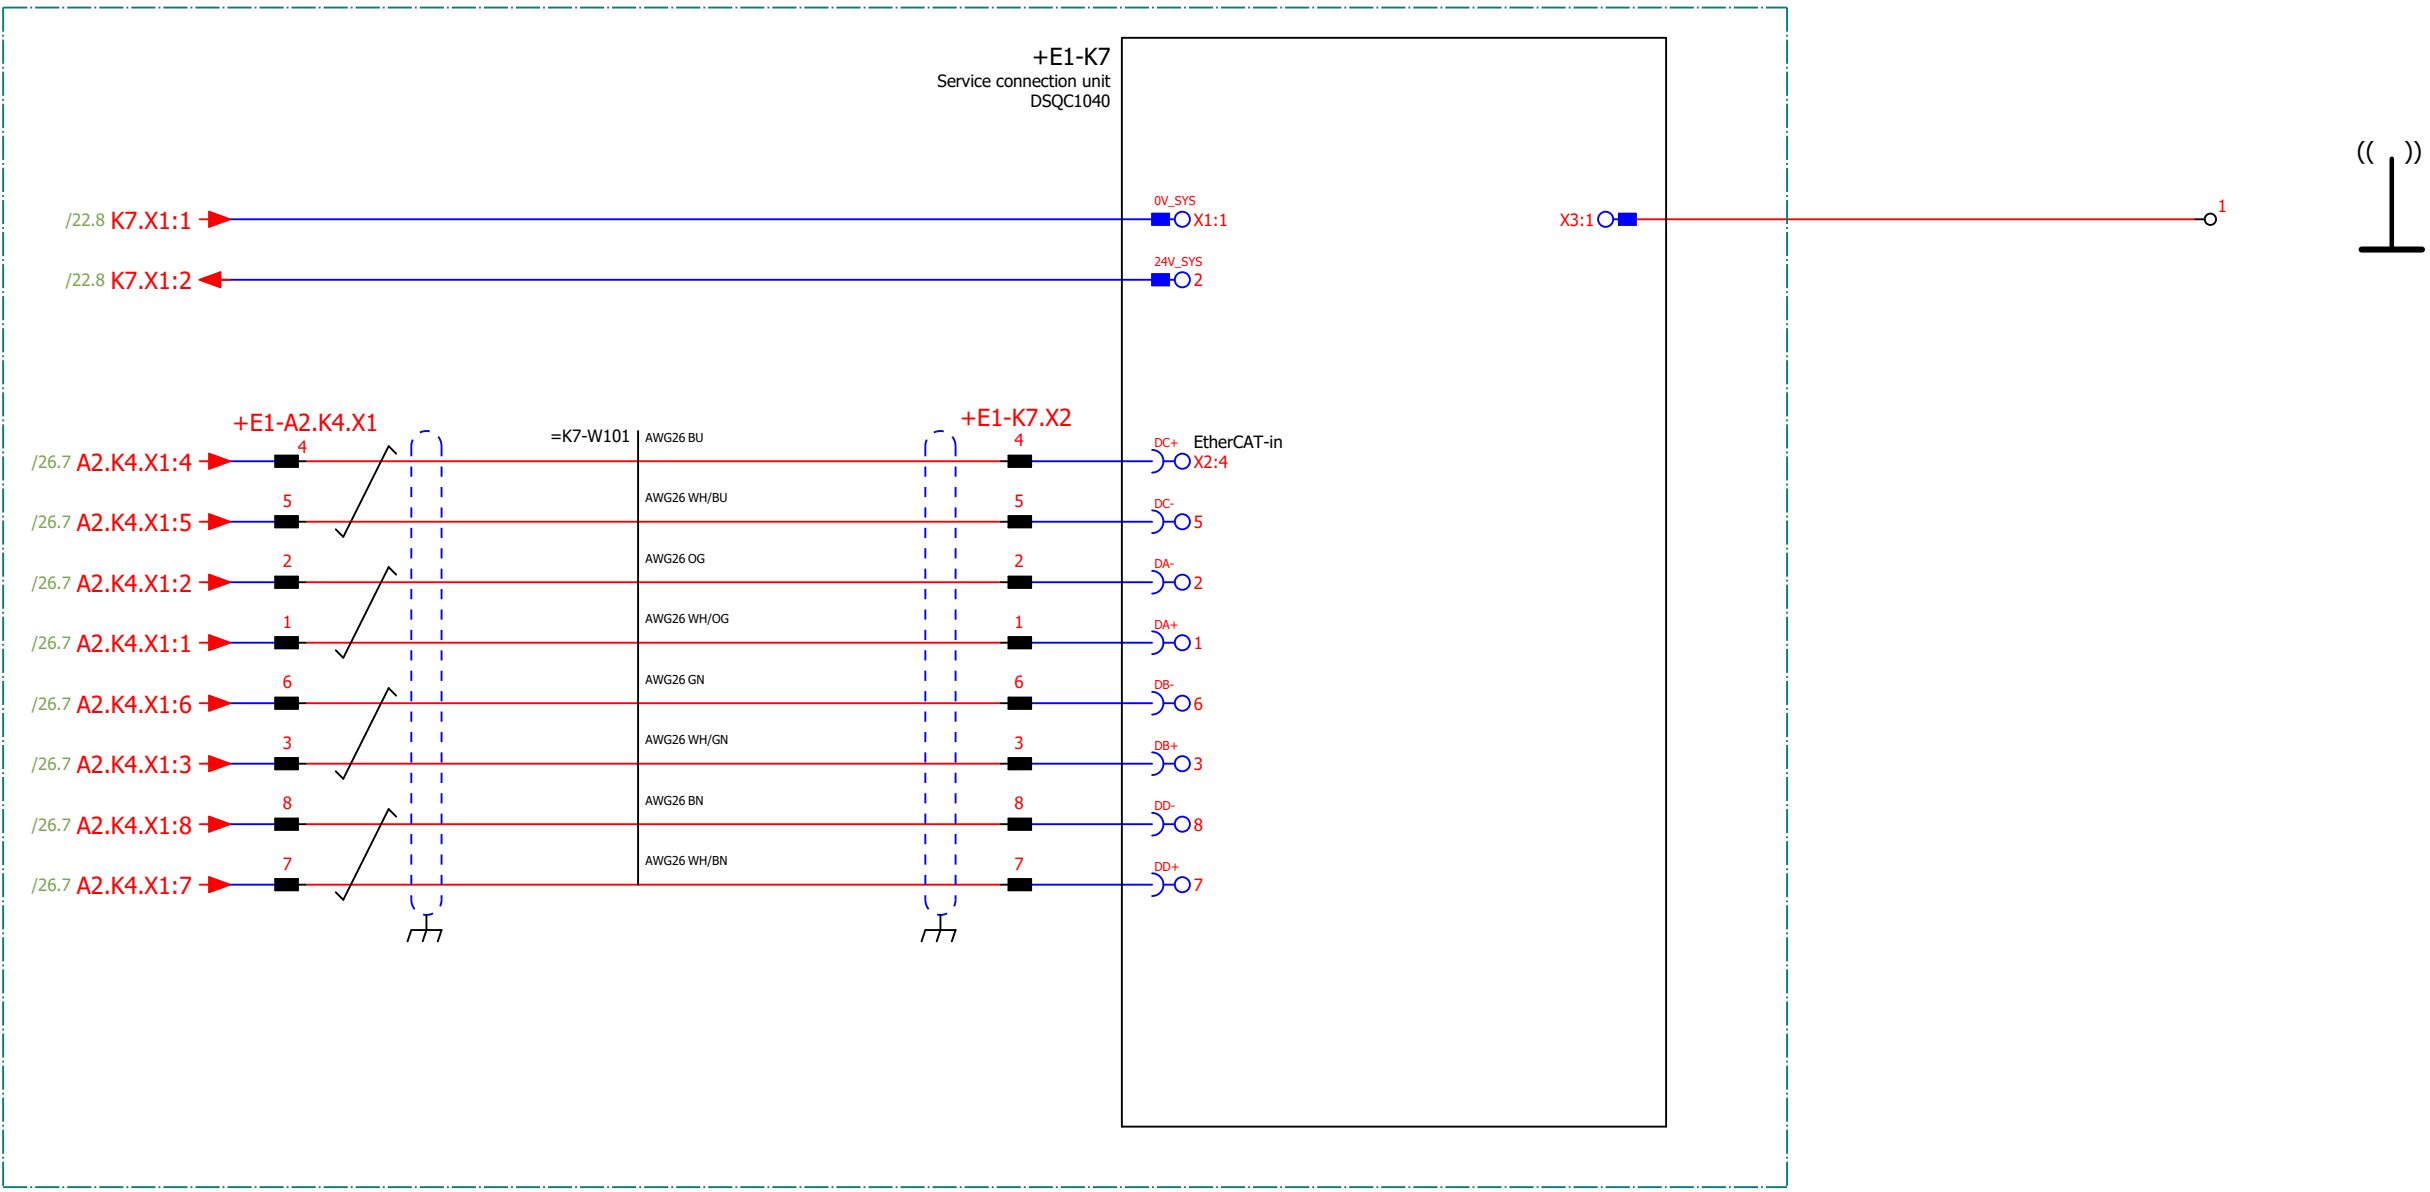 +E1-K7
Service connection unit
DSQC1040
(( ))
/22.8 K7.X1:1
0V_SYS
X1:1
X3:1
1
/22.8 K7.X1:2
24V_SYS
2
+E1-A2.K4.X1
=K7-W101
+E1-K7.X2
EtherCAT-in
/26.7 A2.K4.X1:4
4
AWG26 BU
4
DC+
X2:4
/26.7 A2.K4.X1:5
5
AWG26 WH/BU
5
DC-
5
/26.7 A2.K4.X1:2
2
AWG26 OG
2
DA-
2
/26.7 A2.K4.X1:1
1
AWG26 WH/OG
1
DA+
1
/26.7 A2.K4.X1:6
6
AWG26 GN
6
DB-
6
/26.7 A2.K4.X1:3
3
AWG26 WH/GN
3
DB+
3
/26.7 A2.K4.X1:8
8
AWG26 BN
8
DD-
8
/26.7 A2.K4.X1:7
7
AWG26 WH/BN
7
DD+
7